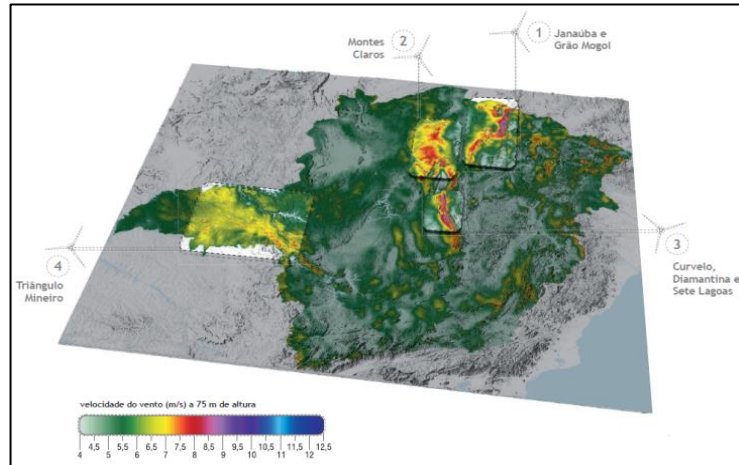 2
Montes
Claros
1
Janaúba e
Grão Mogol
4
Triângulo
Mineiro
3
Curvelo,
Diamantina e
Sete Lagoas
velocidade do vento (m/s) a 75 m de altura
4,5 5,5 6,5 7,5 8,5 9,5 10,5 11,5 12,5
4 5 6 7 8 9 10 11 12